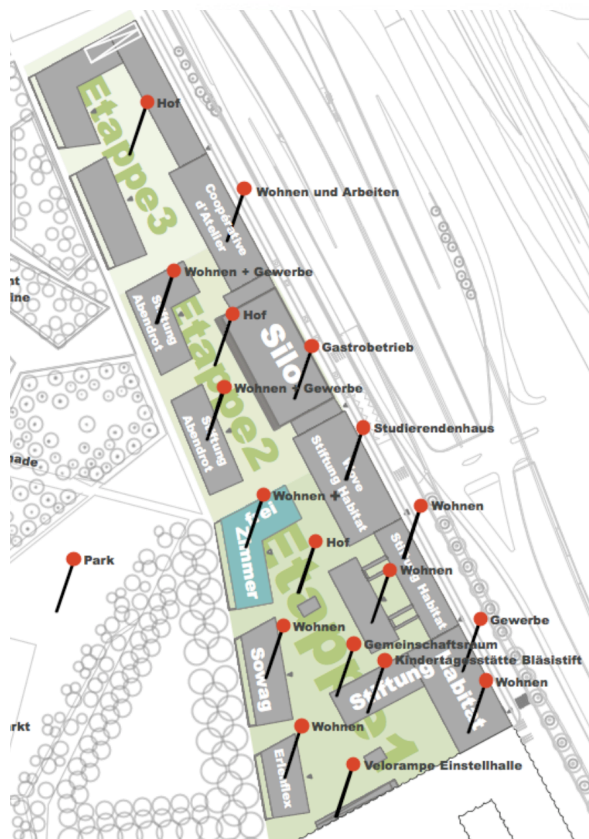 Etappe3
Hof
Wohnen und Arbeiten
Coopérative
d'Atelier
Wohnen + Gewerbe
Stiftung
Abendrot
Etappe2
Hof
Silo
Gastrobetrieb
Wohnen + Gewerbe
Stiftung
Abendrot
Studierendenhaus
Stiftung Habitat
Wohnen +
Zimmer
Wohnen
Stiftung Habitat
Hof
Etappe1
Park
Wohnen
Wohnen
Sowag
Gewerbe
Gemeinschaftsraum
Kindertagesstätte Bläsistift
Stiftung
Habitat
Wohnen
Wohnen
Erlenflex
Velorampe Einstellhalle